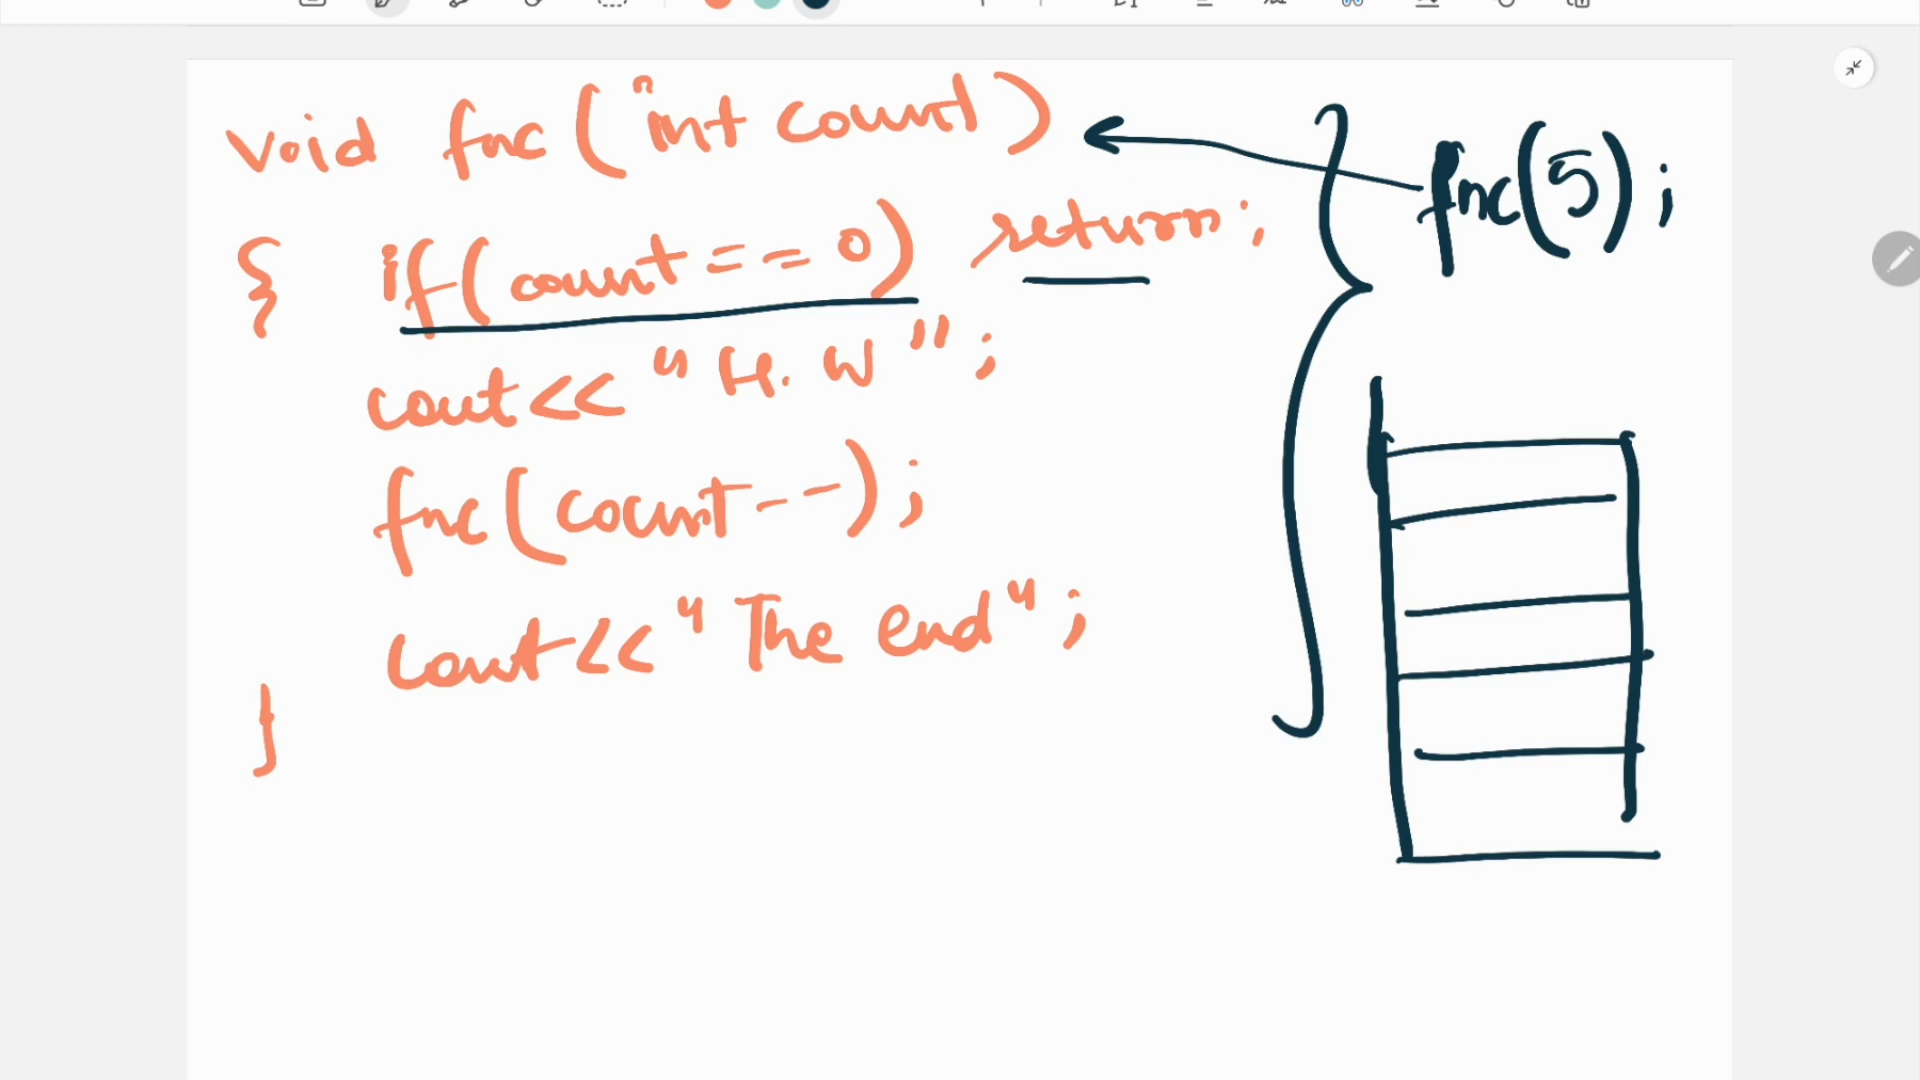 void fnc (int count)
{ if(count == 0) return;
cout<< "H.W";
fnc(count--);
cout<<"The end";
}
fnc(5);